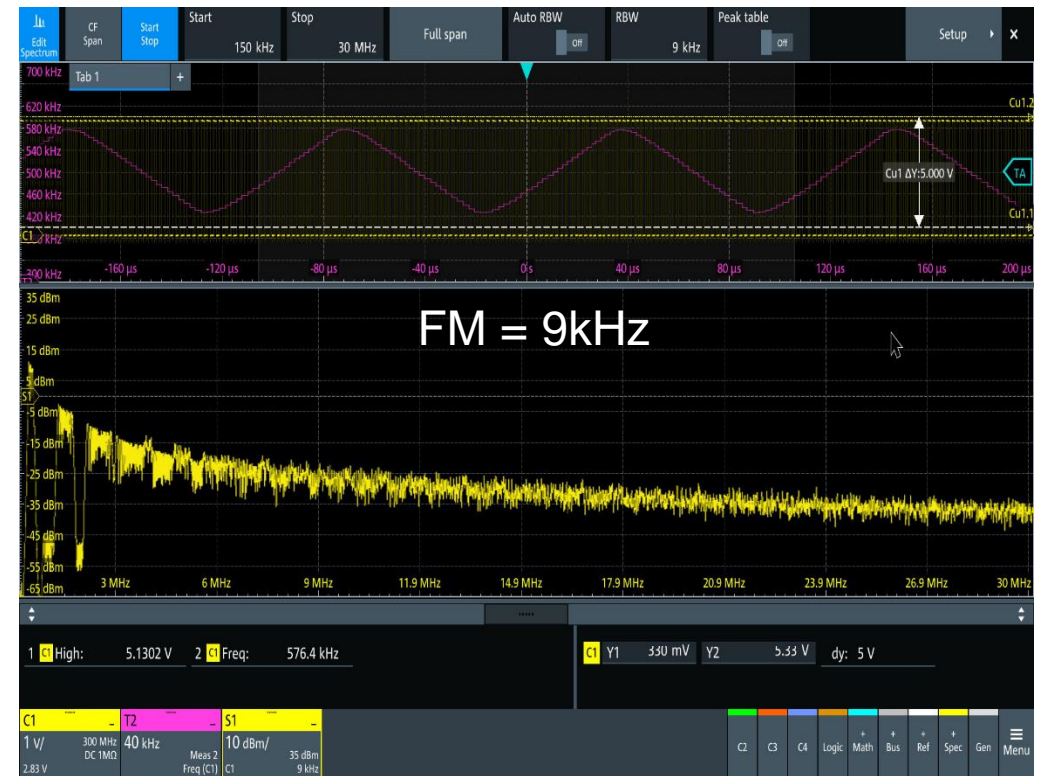 Edit Spectrum
CF Span
Start Stop
Start 150 kHz
Stop 30 MHz
Full span
Auto RBW Off
RBW 9 kHz
Peak table Off
Setup
×
700 kHz
Tab 1 +
620 kHz
Cu1.2
580 kHz
540 kHz
500 kHz
Cu1 ΔY:5.000 V
TA
460 kHz
420 kHz
Cu1.1
C1
-160 µs -120 µs -80 µs -40 µs 0 s 40 µs 80 µs 120 µs 160 µs 200 µs
35 dBm
25 dBm
FM = 9kHz
15 dBm
5 dBm
S1
-5 dBm
-15 dBm
-25 dBm
-35 dBm
-45 dBm
-55 dBm
-65 dBm
3 MHz 6 MHz 9 MHz 11.9 MHz 14.9 MHz 17.9 MHz 20.9 MHz 23.9 MHz 26.9 MHz 30 MHz
1 C1 High: 5.1302 V 2 C1 Freq: 576.4 kHz
C1 Y1 330 mV Y2 5.33 V dy: 5 V
C1
1 V/ 300 MHz
DC 1MΩ
2.83 V
T2
40 kHz
Meas 2
Freq (C1)
S1
10 dBm/
35 dBm
C1 9 kHz
C2 C3 C4 Logic + Math + Bus + Ref + Spec Gen Menu